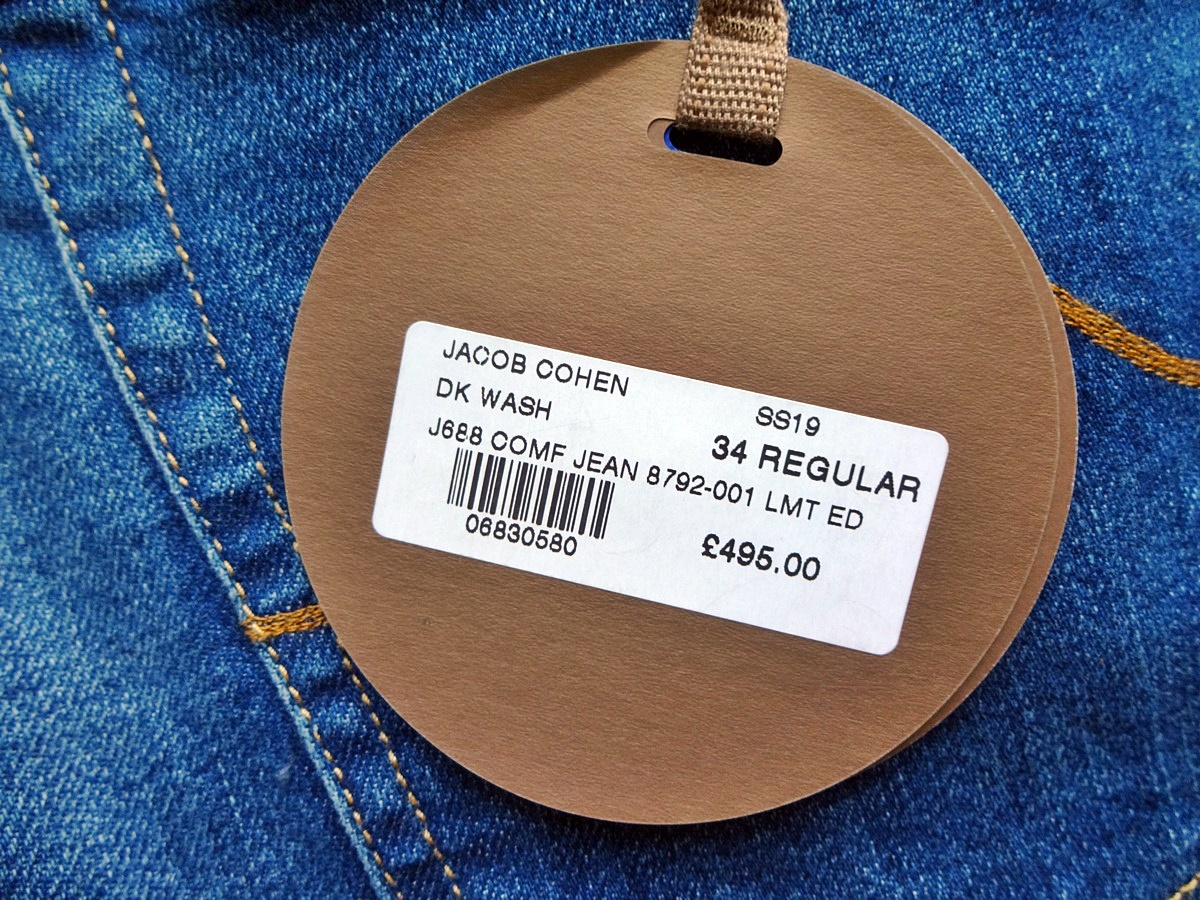 JACOB COHEN
DK WASH SS19
34 REGULAR
J688 COMF JEAN 8792-001 LMT ED
06830580
£495.00